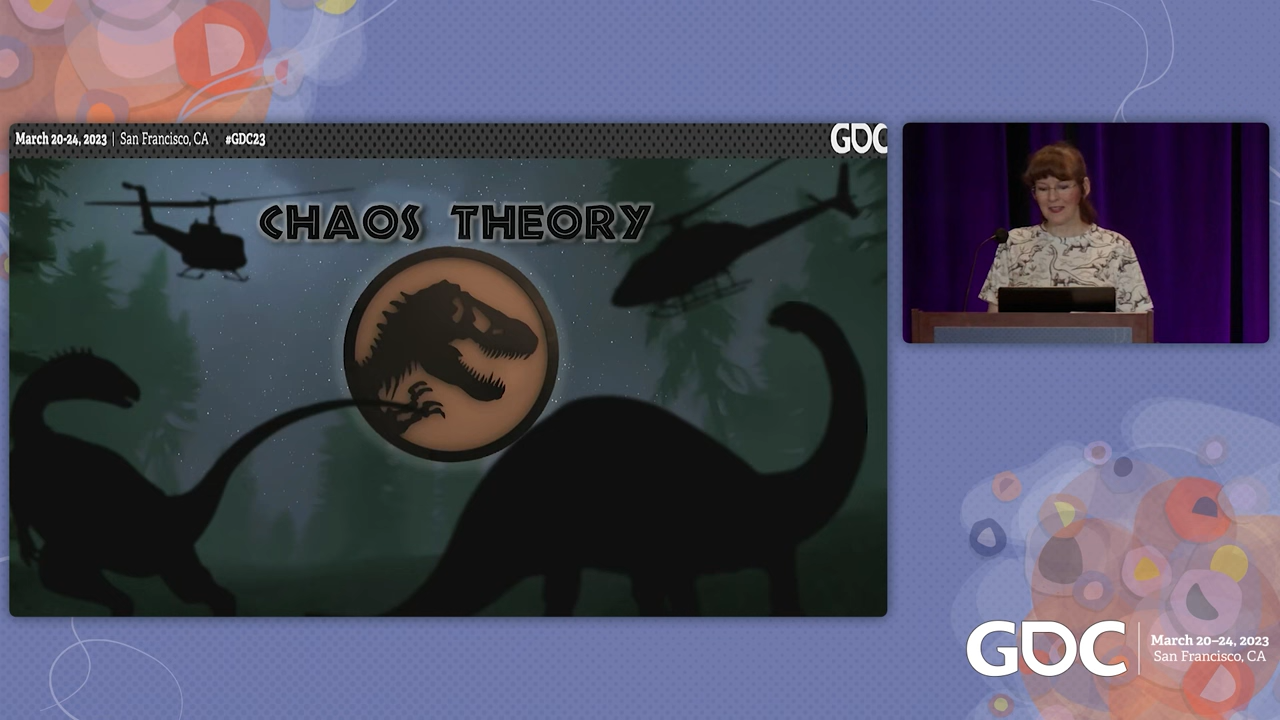 March 20-24, 2023 | San Francisco, CA #GDC23
GDC
CHAOS THEORY
GDC
March 20–24, 2023
San Francisco, CA